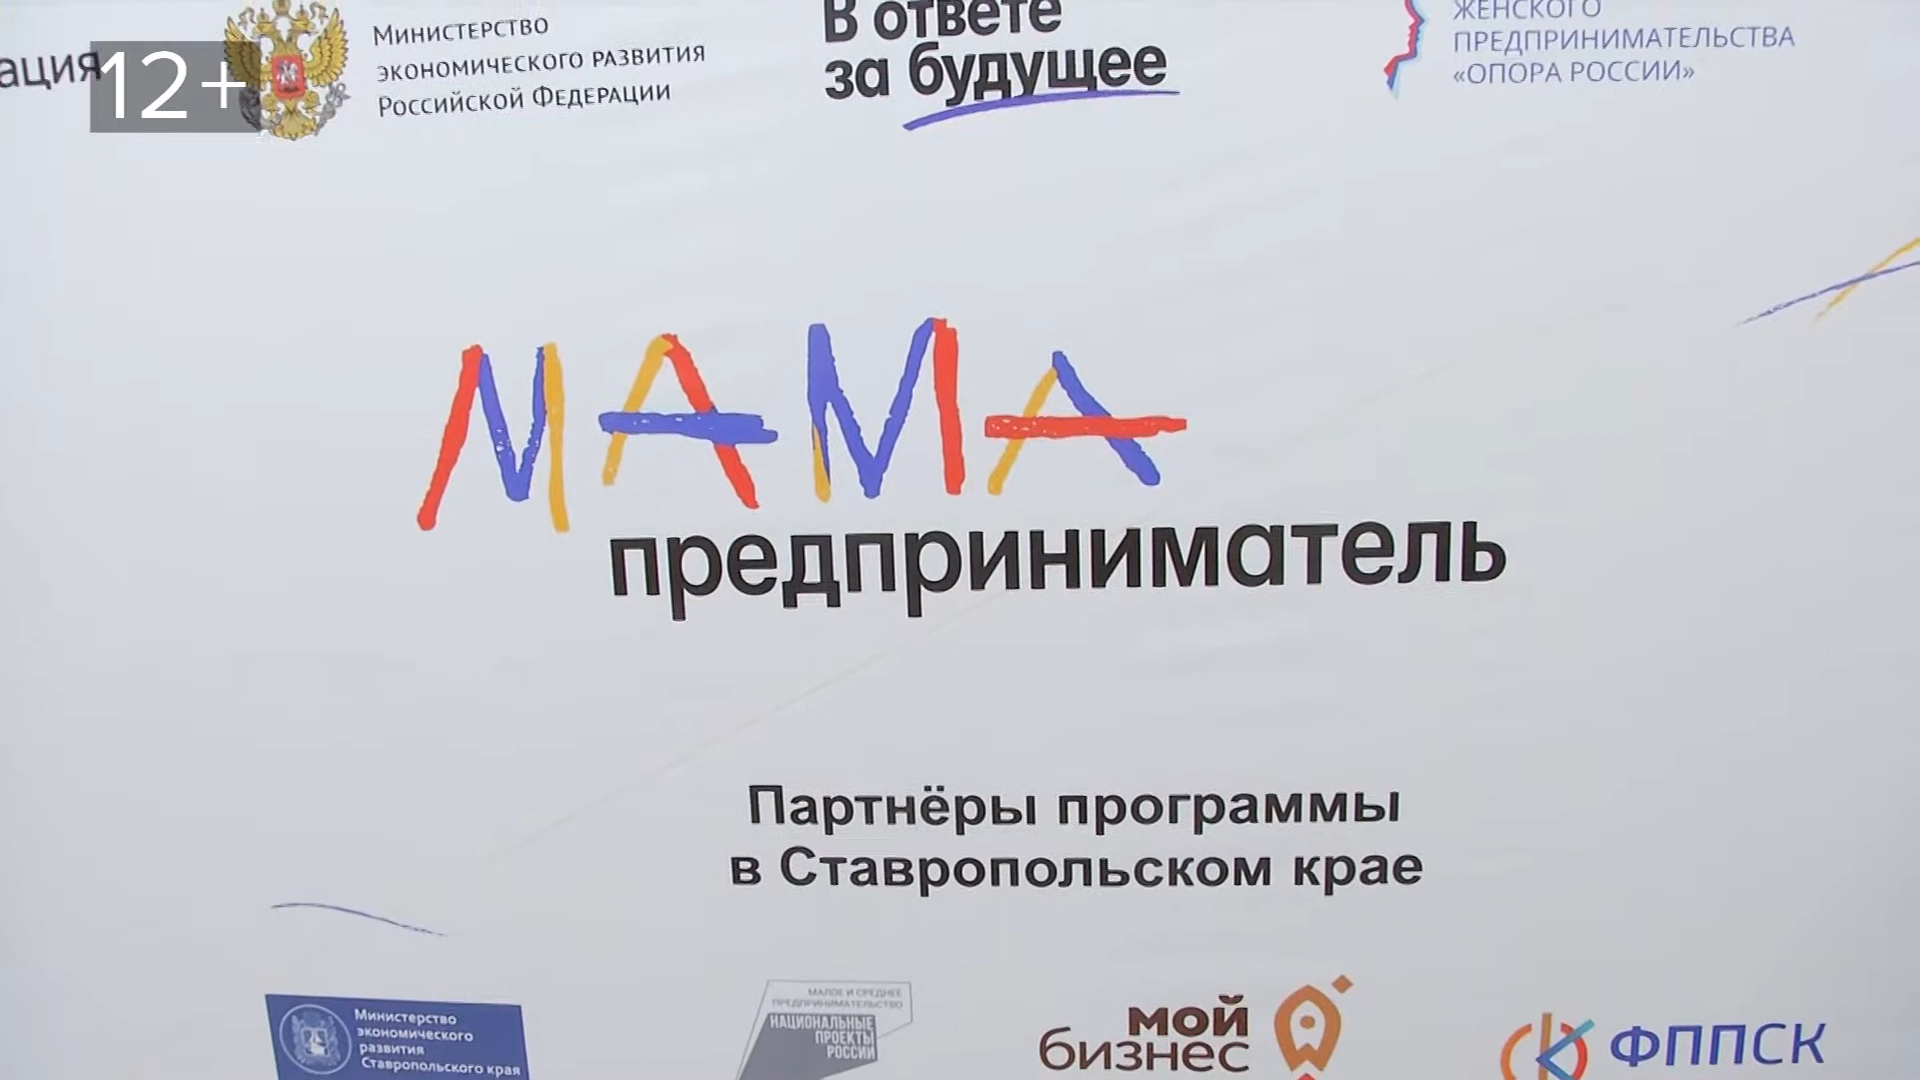 ация
12+
Министерство
экономического развития
Российской Федерации
В ответе
за будущее
ЖЕНСКОГО
ПРЕДПРИНИМАТЕЛЬСТВА
«ОПОРА РОССИИ»
МАМА
предприниматель
Партнёры программы
в Ставропольском крае
Министерство
экономического
развития
Ставропольского края
МАЛОЕ И СРЕДНЕЕ
ПРЕДПРИНИМАТЕЛЬСТВО
НАЦИОНАЛЬНЫЕ
ПРОЕКТЫ
РОССИИ
мой
бизнес
ФППСК